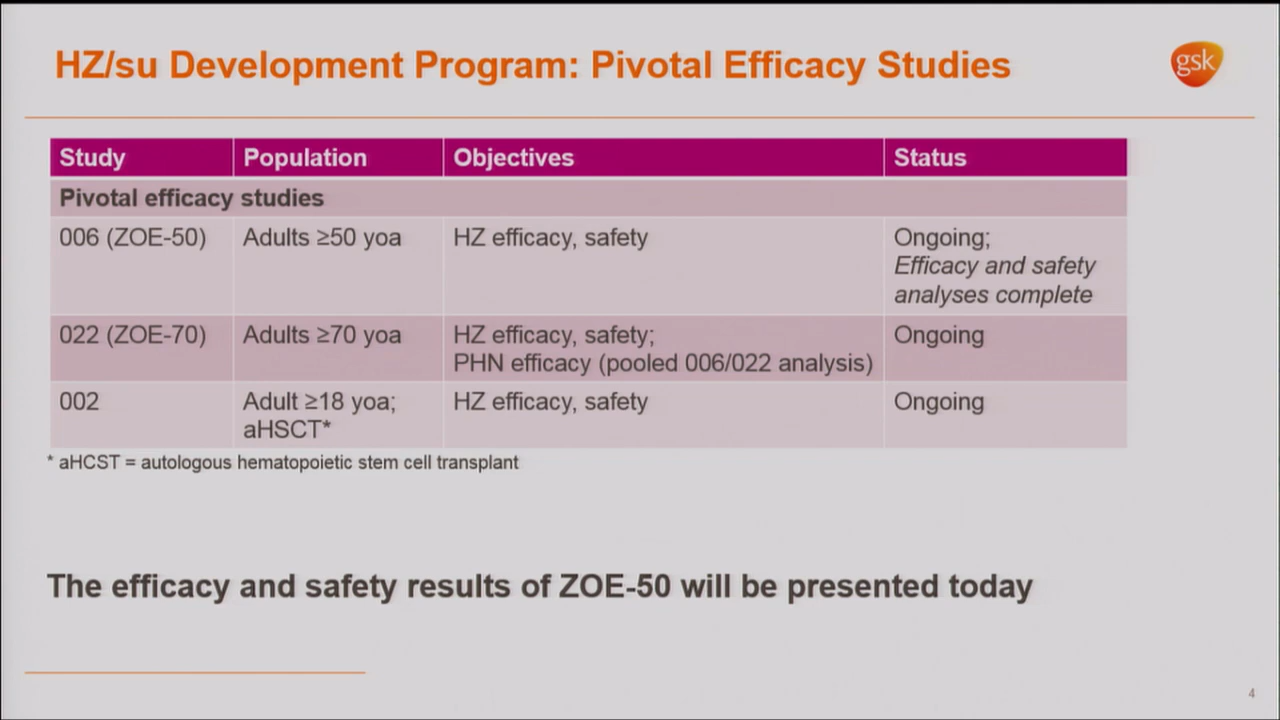 HZ/su Development Program: Pivotal Efficacy Studies
gsk
Study Population Objectives Status
Pivotal efficacy studies
006 (ZOE-50) Adults ≥50 yoa HZ efficacy, safety Ongoing;
Efficacy and safety
analyses complete
022 (ZOE-70) Adults ≥70 yoa HZ efficacy, safety; Ongoing
PHN efficacy (pooled 006/022 analysis)
002 Adult ≥18 yoa; HZ efficacy, safety Ongoing
aHSCT*
* aHCST = autologous hematopoietic stem cell transplant
The efficacy and safety results of ZOE-50 will be presented today
4